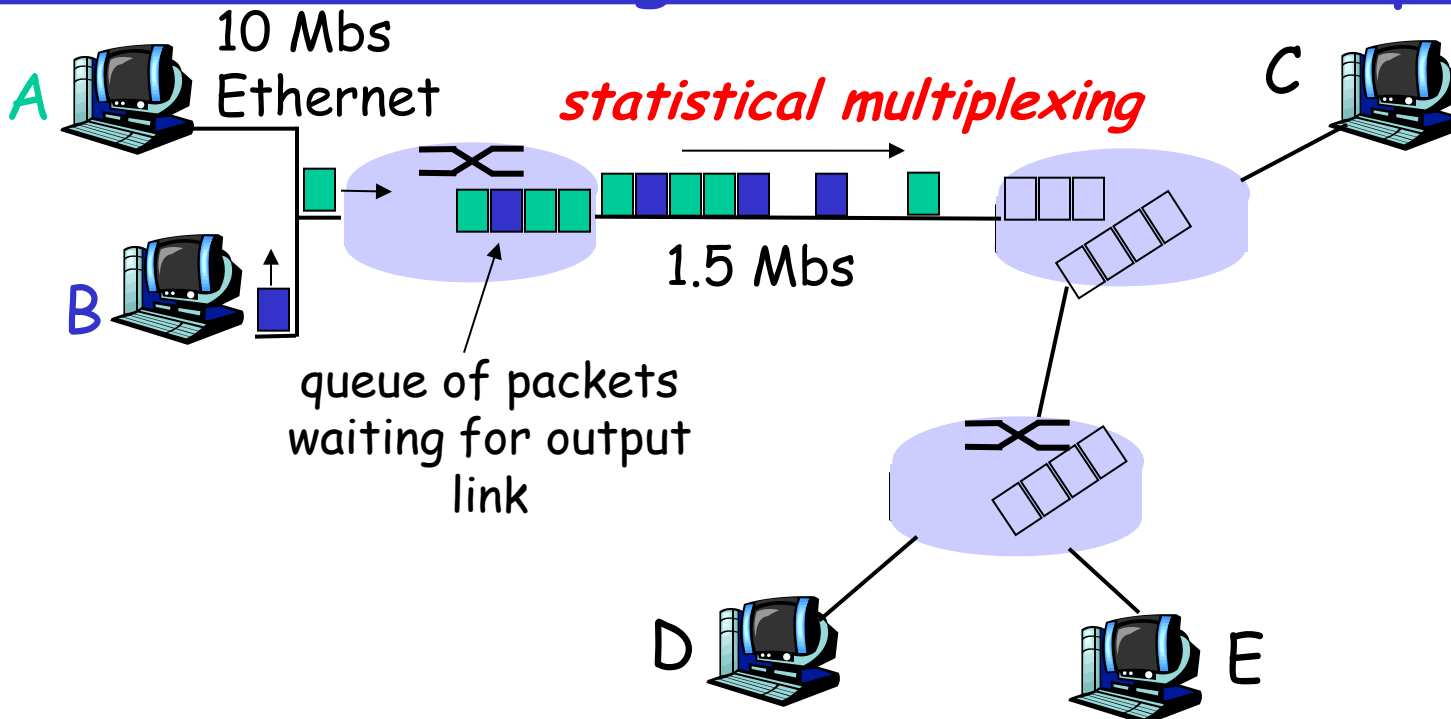 10 Mbs
Ethernet
A
statistical multiplexing
C
1.5 Mbs
B
queue of packets
waiting for output
link
D
E